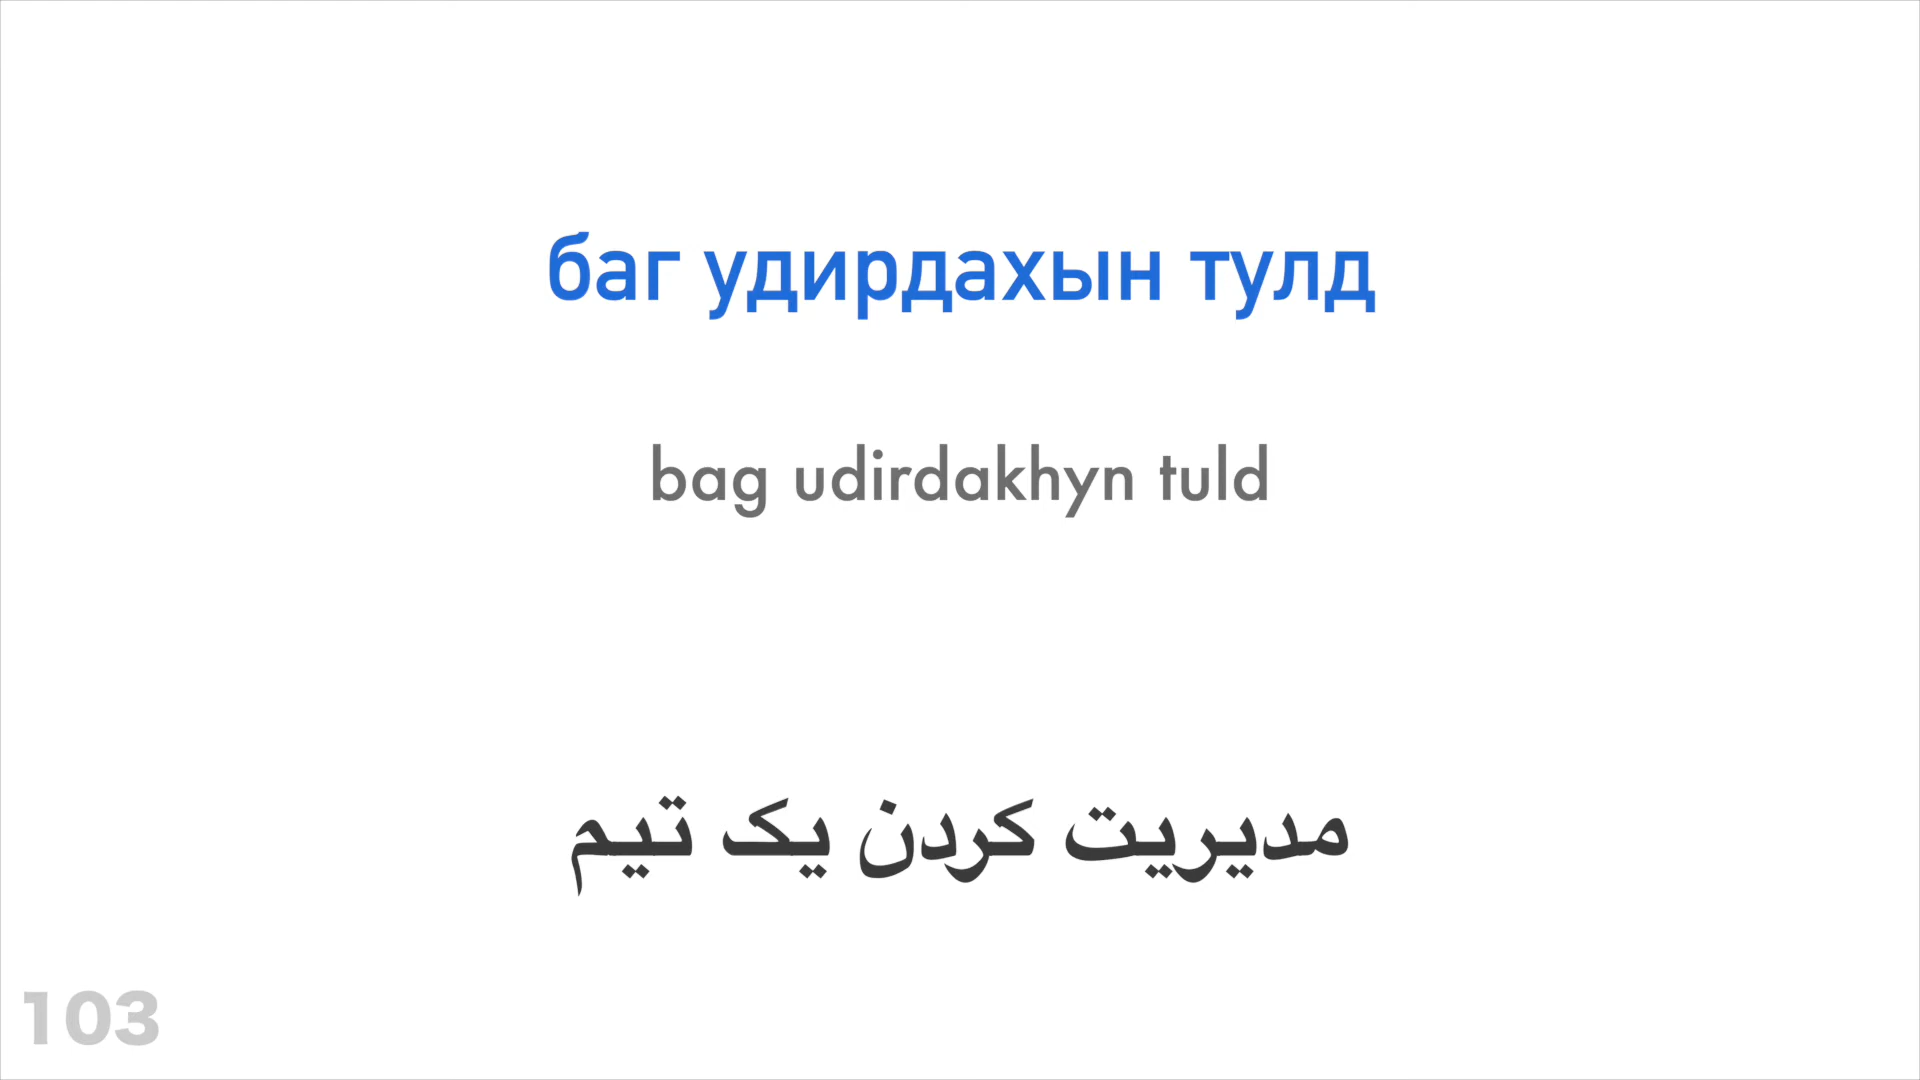 баг удирдахын тулд
bag udirdakhyn tuld
مدیریت کردن یک تیم
103